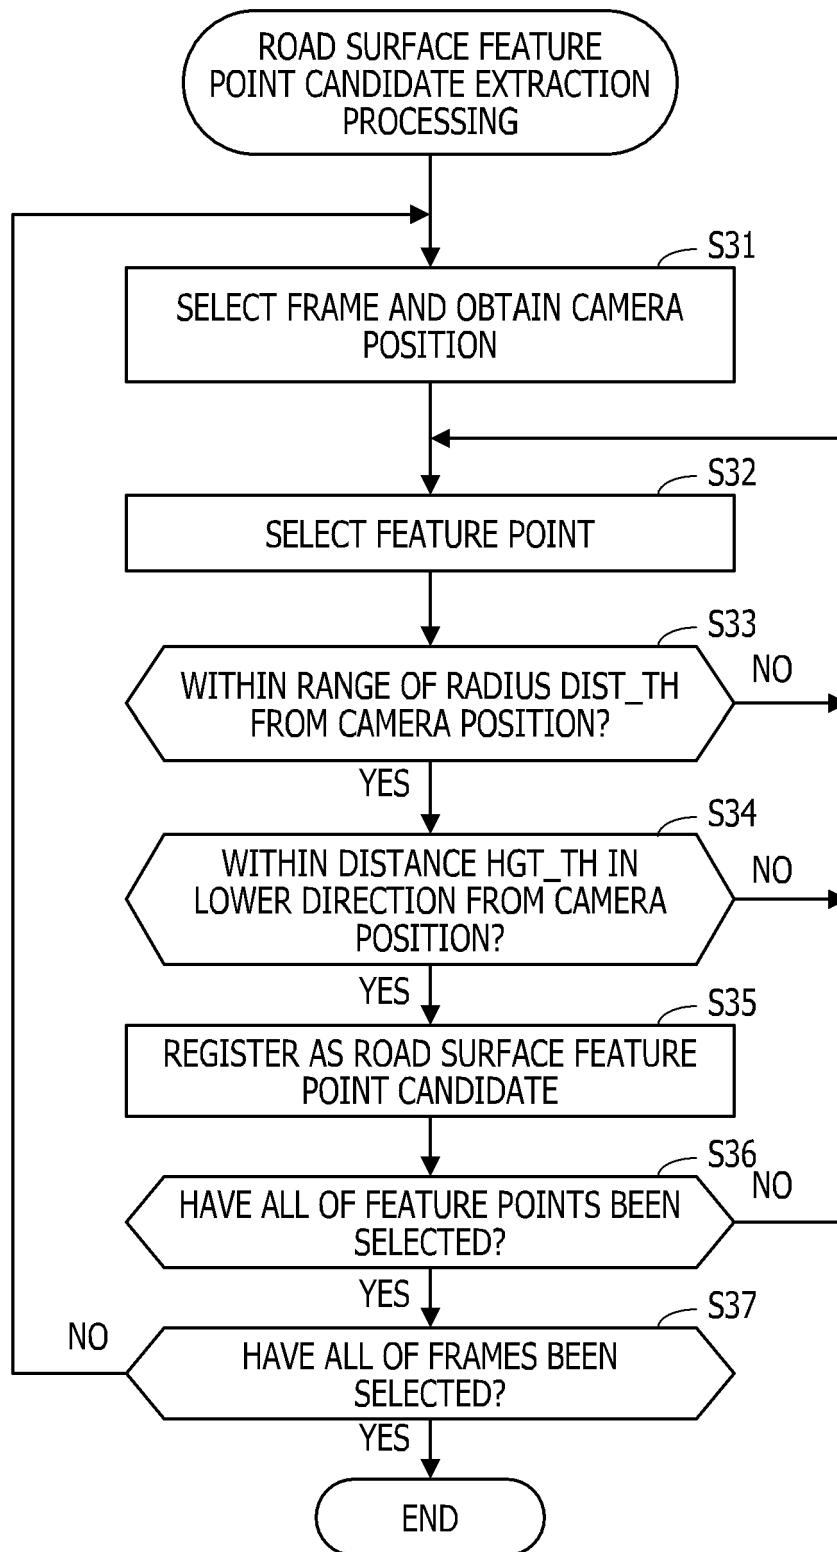 ROAD SURFACE FEATURE
POINT CANDIDATE EXTRACTION
PROCESSING
S31
SELECT FRAME AND OBTAIN CAMERA
POSITION
S32
SELECT FEATURE POINT
S33
WITHIN RANGE OF RADIUS DIST_TH
FROM CAMERA POSITION?
NO
YES
S34
WITHIN DISTANCE HGT_TH IN
LOWER DIRECTION FROM CAMERA
POSITION?
NO
YES
S35
REGISTER AS ROAD SURFACE FEATURE
POINT CANDIDATE
S36
HAVE ALL OF FEATURE POINTS BEEN
SELECTED?
NO
YES
S37
NO
HAVE ALL OF FRAMES BEEN
SELECTED?
YES
END